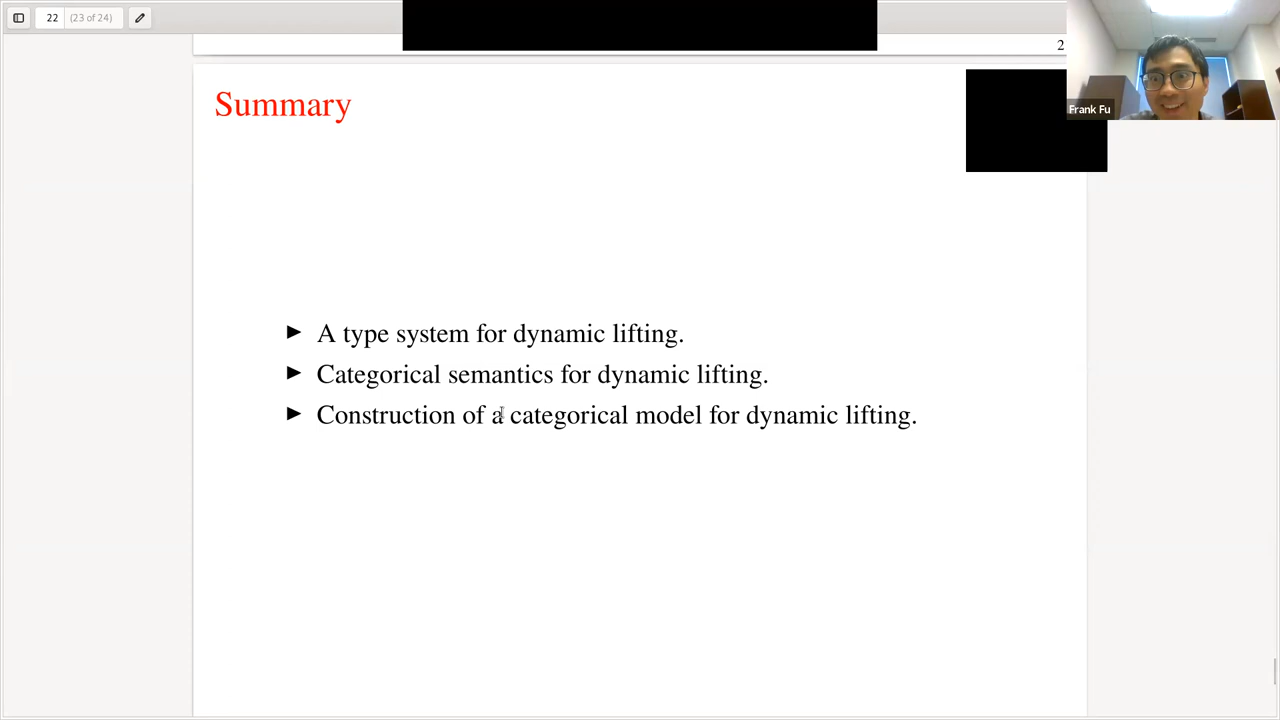 22 (23 of 24)
2
Frank Fu
Summary
▶ A type system for dynamic lifting.
▶ Categorical semantics for dynamic lifting.
▶ Construction of a categorical model for dynamic lifting.